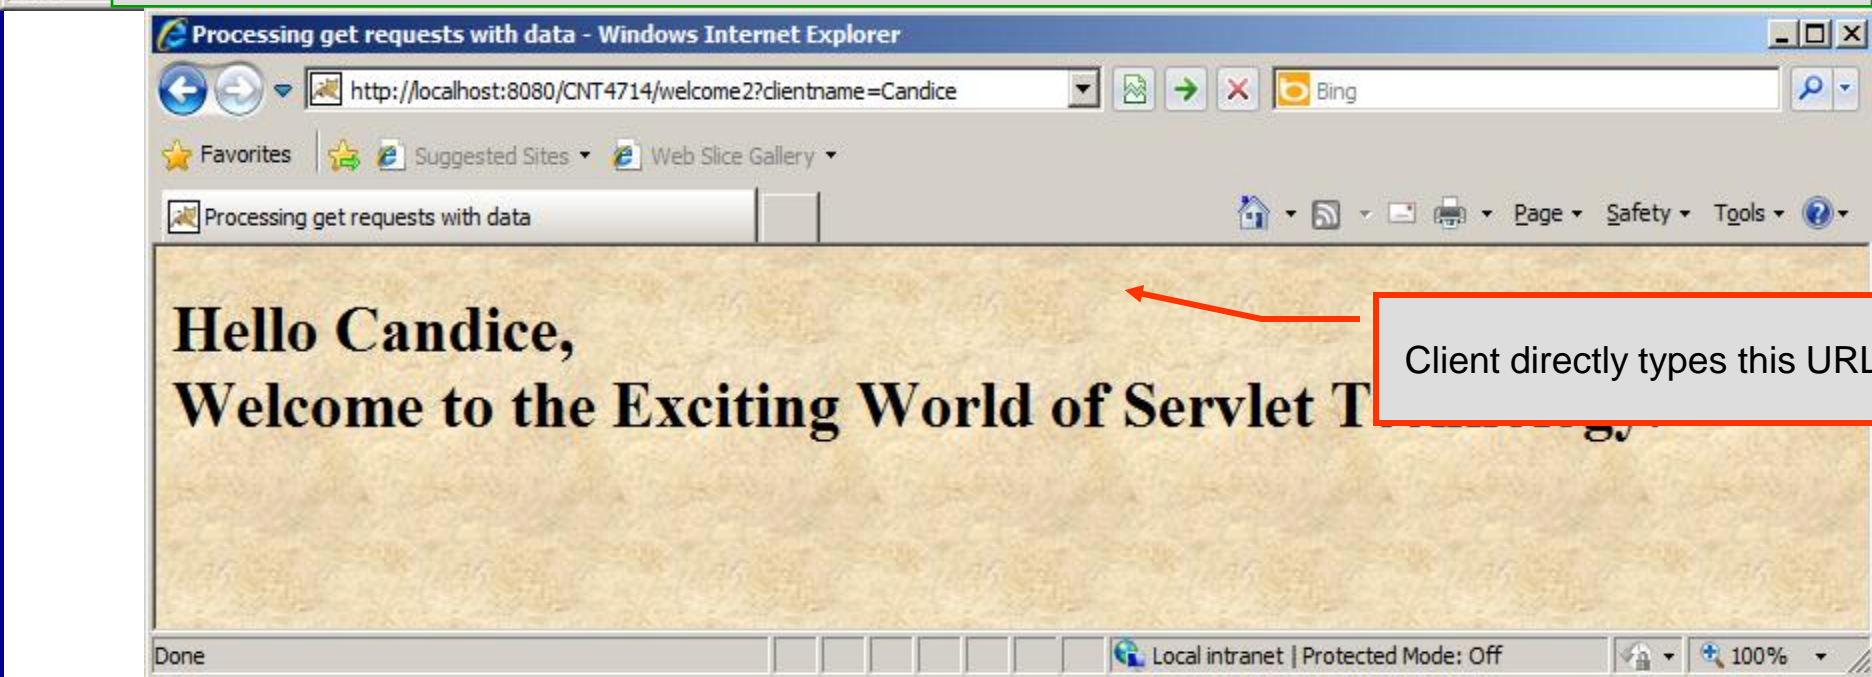 Processing get requests with data - Windows Internet Explorer
http://localhost:8080/CNT4714/welcome2?clientname=Candice
Bing
Favorites
Suggested Sites
Web Slice Gallery
Processing get requests with data
Page
Safety
Tools
Hello Candice,
Client directly types this URL
Welcome to the Exciting World of Servlet
Done
Local intranet | Protected Mode: Off
100%